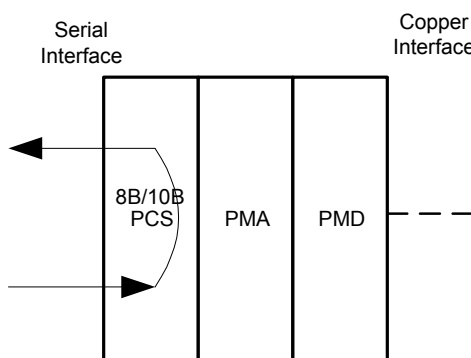 Serial
Interface
Copper
Interface
8B/10B
PCS
PMA
PMD